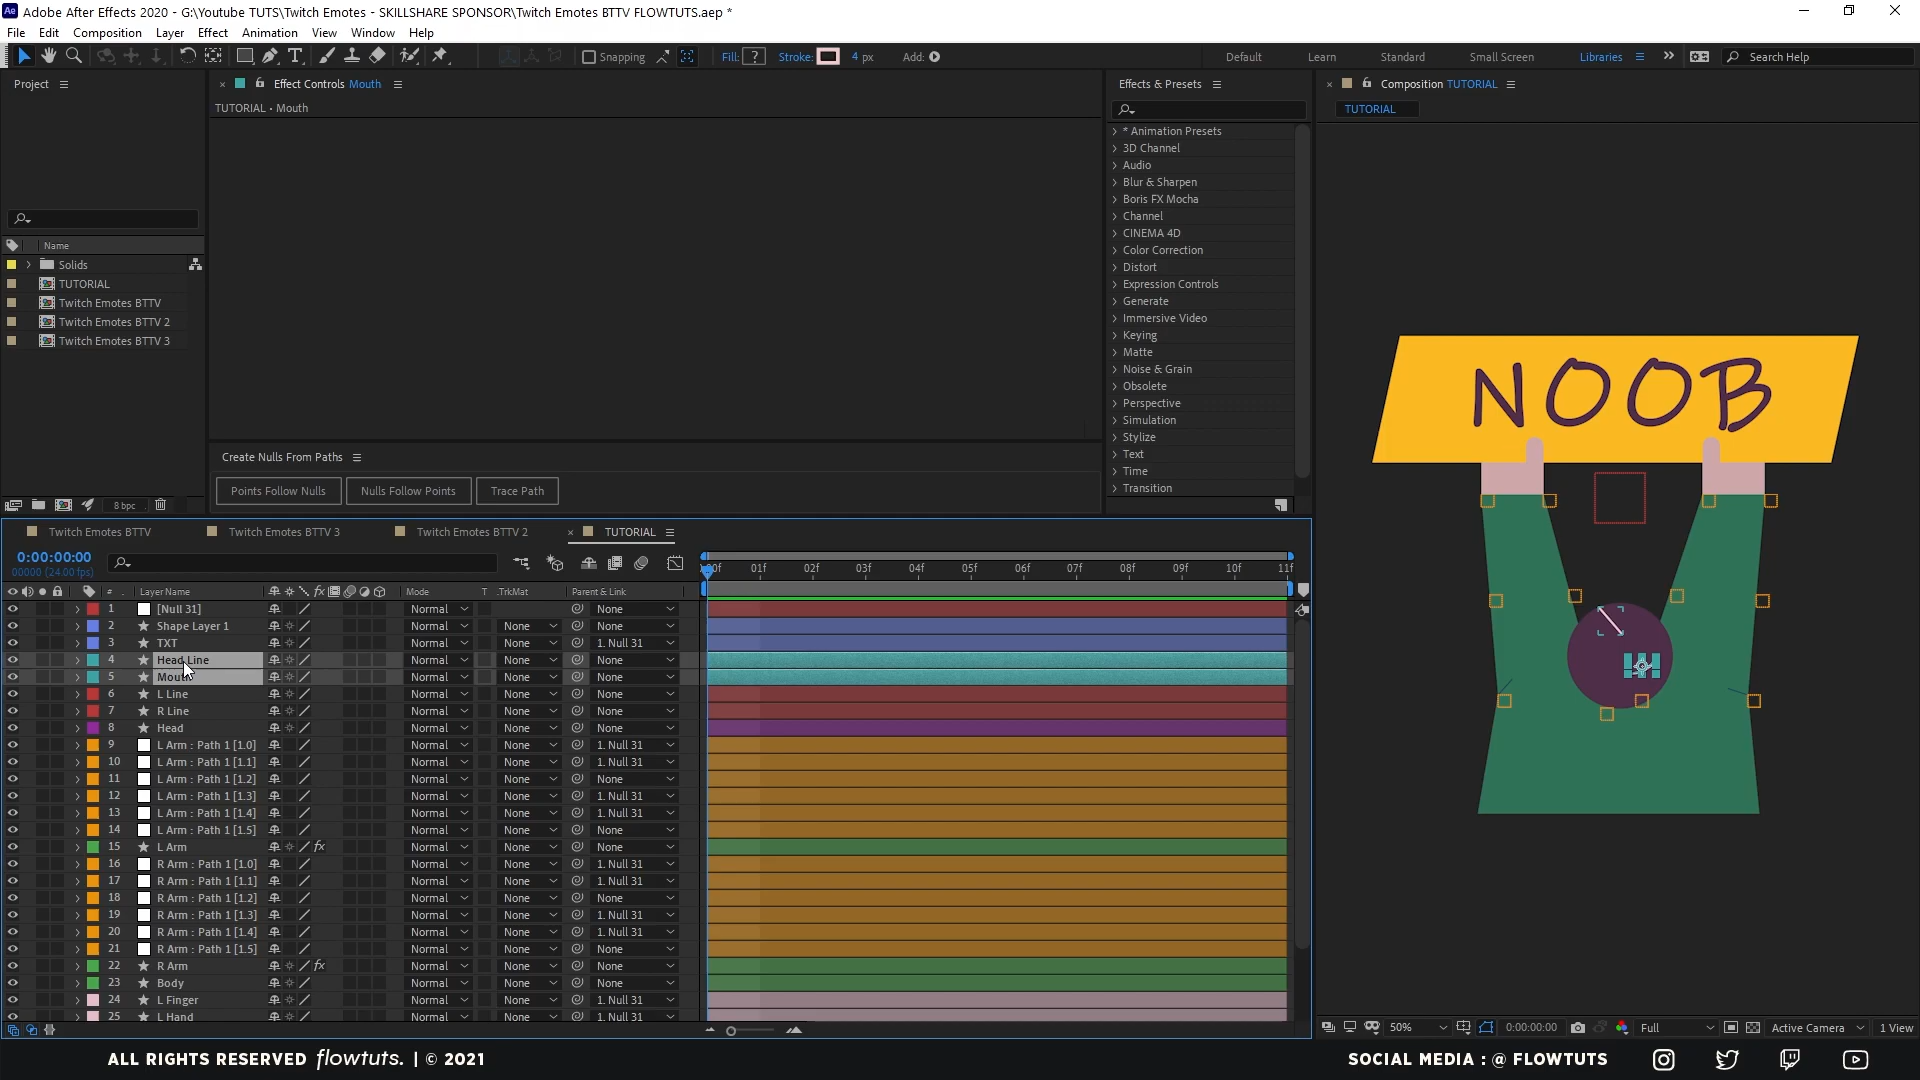 Adobe After Effects 2020 - G:\Youtube TUTS\Twitch Emotes - SKILLSHARE SPONSOR\Twitch Emotes BTTV FLOWTUTS.aep *
File Edit Composition Layer Effect Animation View Window Help
Snapping Fill: ? Stroke: 4 px Add: Default Learn Standard Small Screen Libraries Search Help
Project Effect Controls Mouth Effects & Presets Composition TUTORIAL
TUTORIAL • Mouth TUTORIAL
* Animation Presets
3D Channel
Audio
Blur & Sharpen
Boris FX Mocha
Channel
CINEMA 4D
Color Correction
Distort
Expression Controls
Generate
Immersive Video
Keying
Matte
Noise & Grain
Obsolete
Perspective
Simulation
Stylize
Text
Time
Transition
Name
Solids
TUTORIAL
Twitch Emotes BTTV
Twitch Emotes BTTV 2
Twitch Emotes BTTV 3
NOOB
Create Nulls From Paths
Points Follow Nulls Nulls Follow Points Trace Path
8 bpc
Twitch Emotes BTTV Twitch Emotes BTTV 3 Twitch Emotes BTTV 2 TUTORIAL
0:00:00:00
00000 (24.00 fps)
00f 01f 02f 03f 04f 05f 06f 07f 08f 09f 10f 11f
# Layer Name Mode T .TrkMat Parent & Link
1 [Null 31] Normal None
2 Shape Layer 1 Normal None None
3 TXT Normal None 1. Null 31
4 Head Line Normal None None
5 Mouth Normal None None
6 L Line Normal None None
7 R Line Normal None None
8 Head Normal None None
9 L Arm : Path 1 [1.0] Normal None 1. Null 31
10 L Arm : Path 1 [1.1] Normal None 1. Null 31
11 L Arm : Path 1 [1.2] Normal None None
12 L Arm : Path 1 [1.3] Normal None 1. Null 31
13 L Arm : Path 1 [1.4] Normal None 1. Null 31
14 L Arm : Path 1 [1.5] Normal None None
15 L Arm fx Normal None None
16 R Arm : Path 1 [1.0] Normal None 1. Null 31
17 R Arm : Path 1 [1.1] Normal None 1. Null 31
18 R Arm : Path 1 [1.2] Normal None None
19 R Arm : Path 1 [1.3] Normal None 1. Null 31
20 R Arm : Path 1 [1.4] Normal None 1. Null 31
21 R Arm : Path 1 [1.5] Normal None None
22 R Arm fx Normal None None
23 Body Normal None None
24 L Finger Normal None 1. Null 31
25 L Hand Normal None 1. Null 31
50% 0:00:00:00 Full Active Camera 1 View
ALL RIGHTS RESERVED flowtuts. | © 2021 SOCIAL MEDIA : @ FLOWTUTS